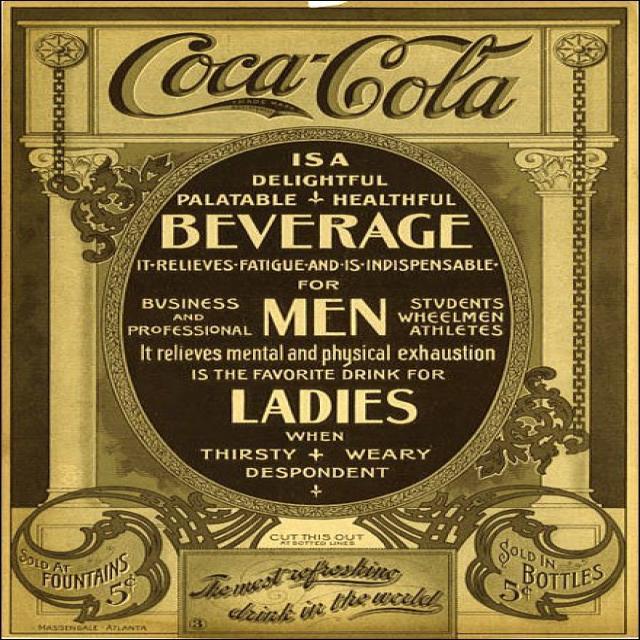 Coca-Cola
TRADE MARK
IS A
DELIGHTFUL
PALATABLE HEALTHFUL
BEVERAGE
IT·RELIEVES·FATIGUE·AND·IS·INDISPENSABLE·
FOR
BUSINESS
AND
PROFESSIONAL
MEN
STUDENTS
WHEELMEN
ATHLETES
It relieves mental and physical exhaustion
IS THE FAVORITE DRINK FOR
LADIES
WHEN
THIRSTY WEARY
DESPONDENT
CUT THIS OUT
AT DOTTED LINES
SOLD AT
FOUNTAINS
5¢
The most refreshing
drink in the world
3
SOLD IN
BOTTLES
5¢
MASSENGALE-ATLANTA